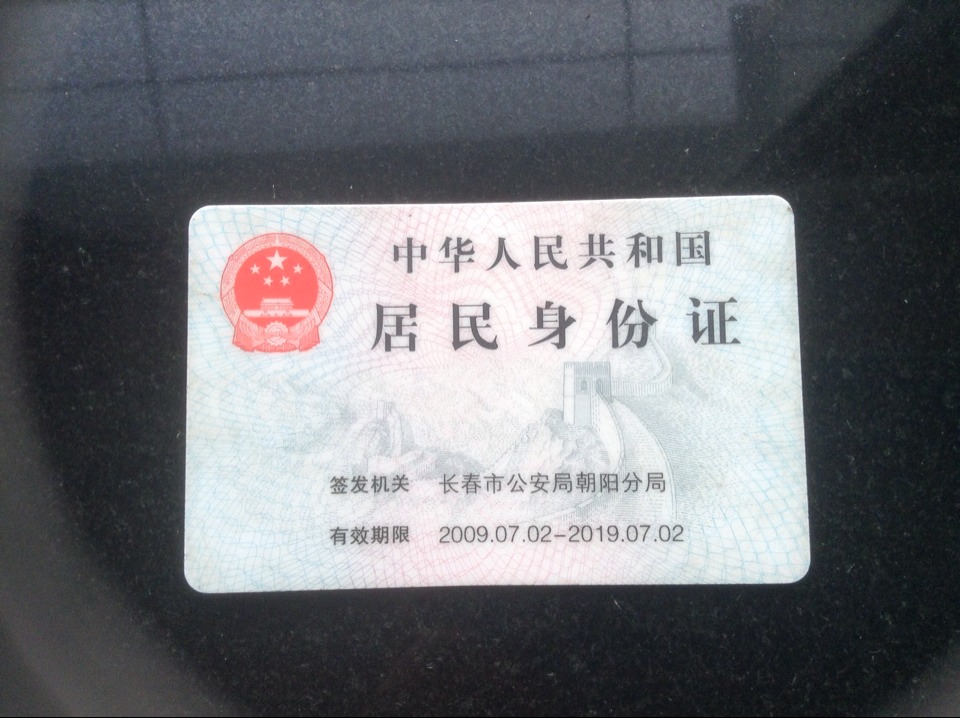 中华人民共和国
居民身份证
签发机关 长春市公安局朝阳分局
有效期限 2009.07.02-2019.07.02